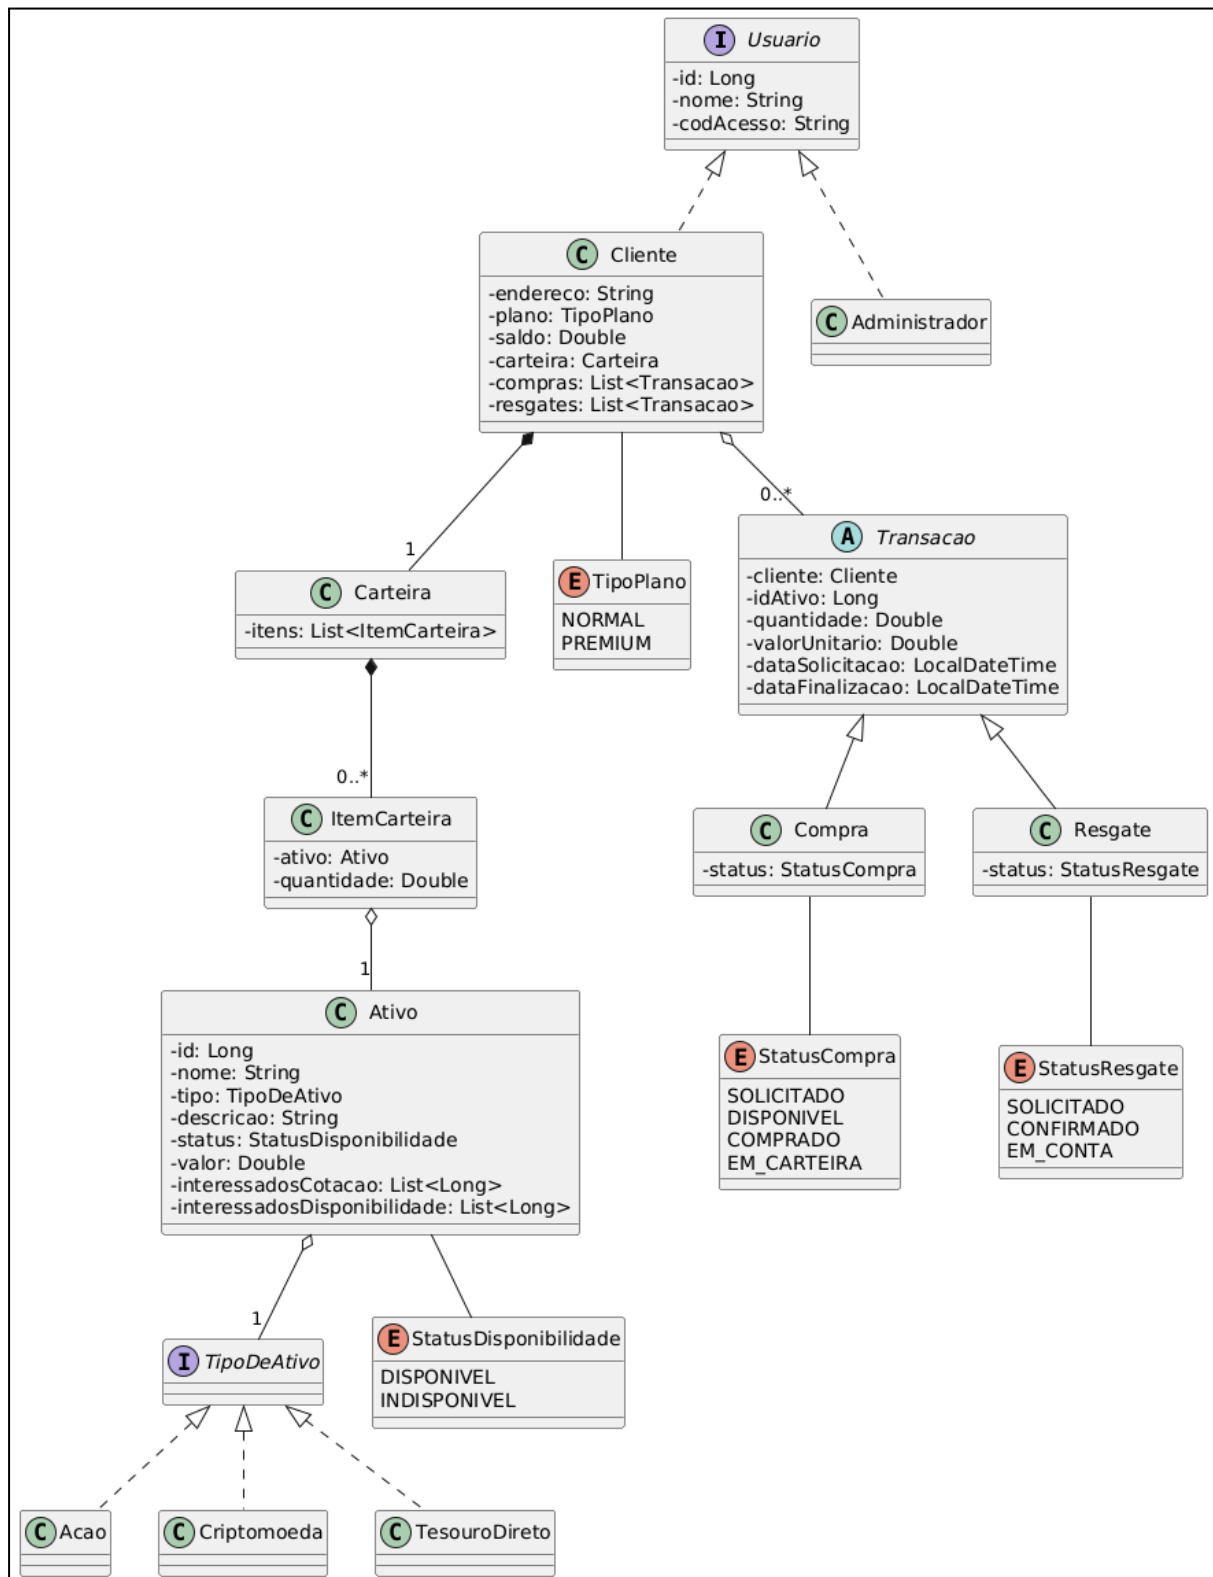 I Usuario
-id: Long
-nome: String
-codAcesso: String
C Cliente
-endereco: String
-plano: TipoPlano
-saldo: Double
-carteira: Carteira
-compras: List<Transacao>
-resgates: List<Transacao>
C Administrador
1
0..*
C Carteira
-itens: List<ItemCarteira>
E TipoPlano
NORMAL
PREMIUM
A Transacao
-cliente: Cliente
-idAtivo: Long
-quantidade: Double
-valorUnitario: Double
-dataSolicitacao: LocalDateTime
-dataFinalizacao: LocalDateTime
0..*
C ItemCarteira
-ativo: Ativo
-quantidade: Double
C Compra
-status: StatusCompra
C Resgate
-status: StatusResgate
1
C Ativo
-id: Long
-nome: String
-tipo: TipoDeAtivo
-descricao: String
-status: StatusDisponibilidade
-valor: Double
-interessadosCotacao: List<Long>
-interessadosDisponibilidade: List<Long>
E StatusCompra
SOLICITADO
DISPONIVEL
COMPRADO
EM_CARTEIRA
E StatusResgate
SOLICITADO
CONFIRMADO
EM_CONTA
1
I TipoDeAtivo
E StatusDisponibilidade
DISPONIVEL
INDISPONIVEL
C Acao
C Criptomoeda
C TesouroDireto